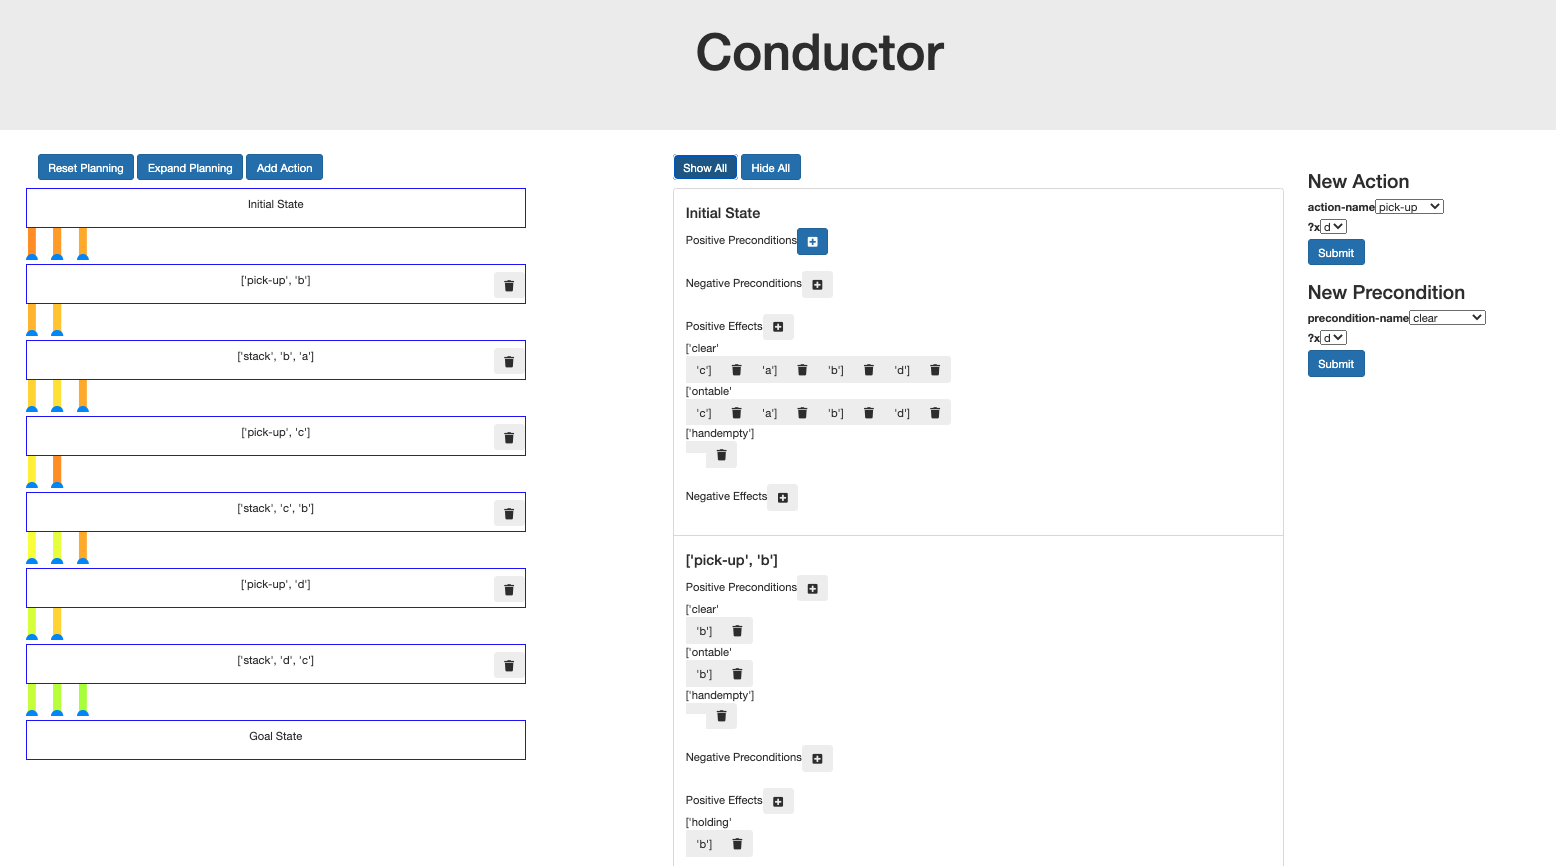 Conductor
Reset Planning Expand Planning Add Action
Initial State
['pick-up', 'b']
['stack', 'b', 'a']
['pick-up', 'c']
['stack', 'c', 'b']
['pick-up', 'd']
['stack', 'd', 'c']
Goal State
Show All Hide All
Initial State
Positive Preconditions
Negative Preconditions
Positive Effects
['clear'
'c'] 'a'] 'b'] 'd']
['ontable'
'c'] 'a'] 'b'] 'd']
['handempty']
Negative Effects
['pick-up', 'b']
Positive Preconditions
['clear'
'b']
['ontable'
'b']
['handempty']
Negative Preconditions
Positive Effects
['holding'
'b']
New Action
action-name pick-up
?x d
Submit
New Precondition
precondition-name clear
?x d
Submit